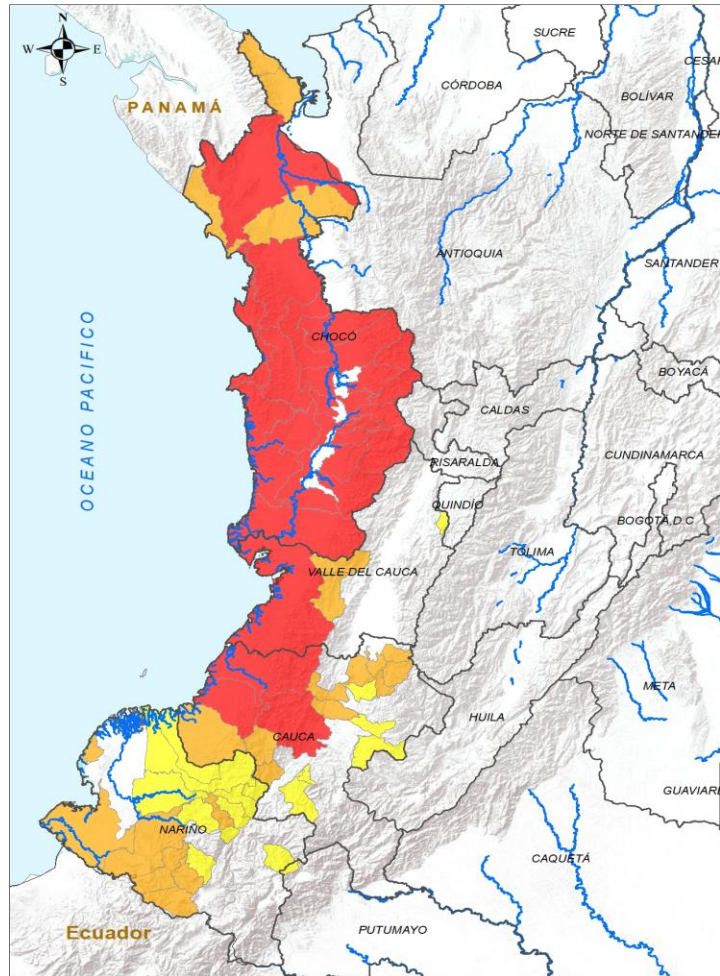 SUCRE
N
W E
S
CÓRDOBA
CESAR
BOLÍVAR
PANAMÁ
NORTE DE SANTANDER
ANTIOQUIA
SANTANDER
OCEANO PACIFICO
CHOCÓ
BOYACÁ
CALDAS
CUNDINAMARCA
RISARALDA
QUINDÍO
BOGOTÁ, D.C
TOLIMA
VALLE DEL CAUCA
META
HUILA
CAUCA
GUAVIARE
NARIÑO
CAQUETÁ
Ecuador
PUTUMAYO